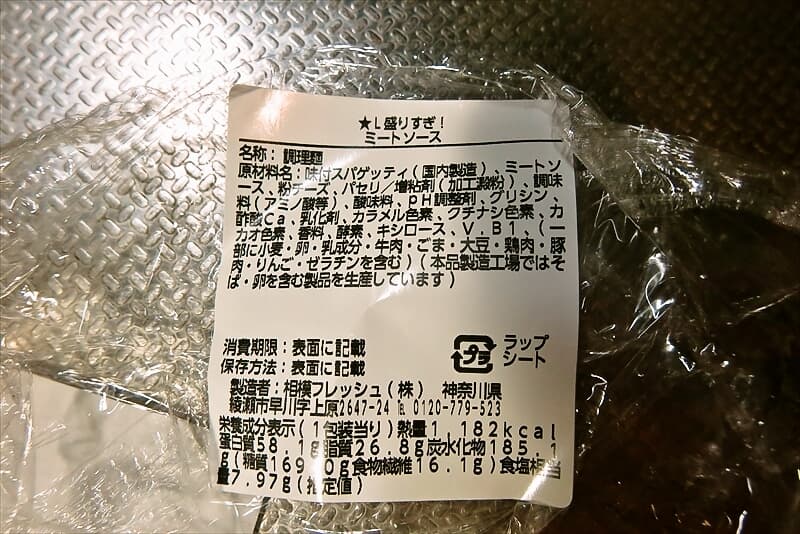 ★L盛りすぎ!
ミートソース
名称:調理麺
原材料名:味付スパゲッティ(国内製造)、ミートソ
ース、粉チーズ、パセリ/増粘剤(加工澱粉)、調味
料(アミノ酸等)、酸味料、pH調整剤、グリシン、
酢酸Ca、乳化剤、カラメル色素、クチナシ色素、カ
カオ色素、香料、酵素、キシロース、V.B1、(一
部に小麦・卵・乳成分・牛肉・ごま・大豆・鶏肉・豚
肉・りんご・ゼラチンを含む)(本品製造工場ではそ
ば・卵を含む製品を生産しています)
消費期限:表面に記載
保存方法:表面に記載
プラ
ラップ
シート
製造者:相模フレッシュ(株) 神奈川県
綾瀬市早川字上原2647-24 ℡ 0120-779-523
栄養成分表示(1包装当り)熱量1,182kcal
蛋白質58.1g脂質26.8g炭水化物185.1
g(糖質169.0g食物繊維16.1g)食塩相当
量7.97g(推定値)